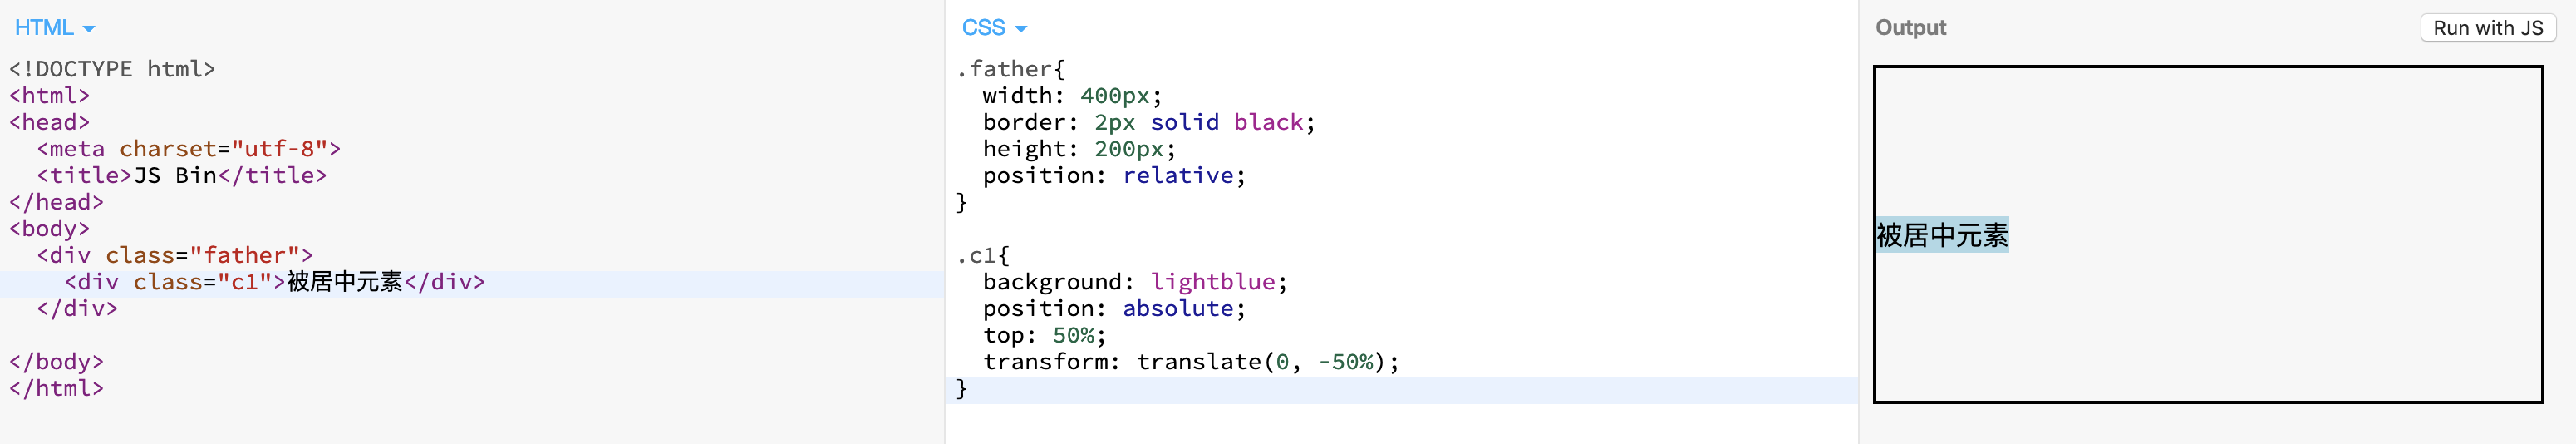 HTML
<!DOCTYPE html>
<html>
<head>
  <meta charset="utf-8">
  <title>JS Bin</title>
</head>
<body>
  <div class="father">
    <div class="c1">被居中元素</div>
  </div>

</body>
</html>
CSS
.father{
  width: 400px;
  border: 2px solid black;
  height: 200px;
  position: relative;
}

.c1{
  background: lightblue;
  position: absolute;
  top: 50%;
  transform: translate(0, -50%);
}
Output
Run with JS
被居中元素